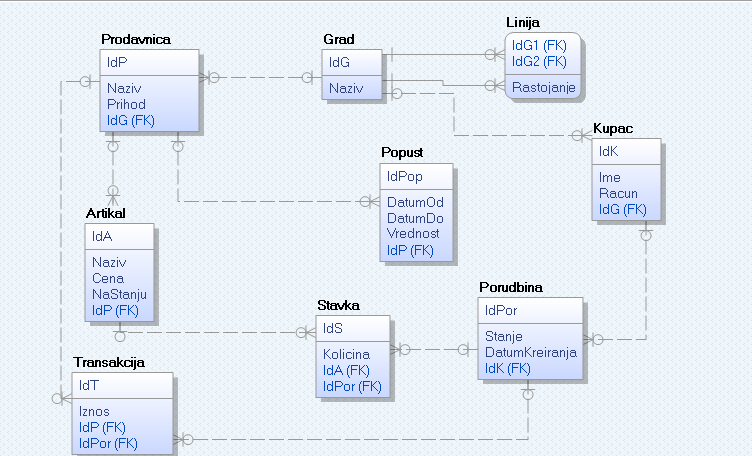 Prodavnica
IdP
Naziv
Prihod
IdG (FK)
Grad
IdG
Naziv
Linija
IdG1 (FK)
IdG2 (FK)
Rastojanje
Kupac
IdK
Ime
Racun
IdG (FK)
Popust
IdPop
DatumOd
DatumDo
Vrednost
IdP (FK)
Artikal
IdA
Naziv
Cena
NaStanju
IdP (FK)
Stavka
IdS
Kolicina
IdA (FK)
IdPor (FK)
Porudbina
IdPor
Stanje
DatumKreiranja
IdK (FK)
Transakcija
IdT
Iznos
IdP (FK)
IdPor (FK)